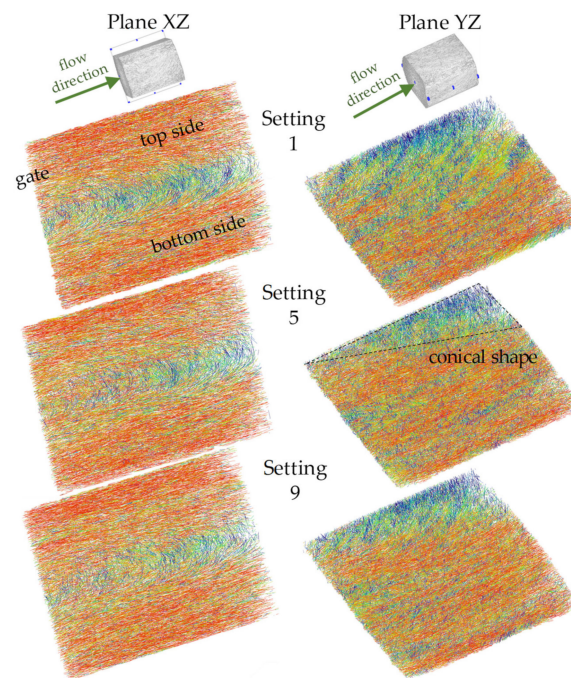 Plane XZ
Plane YZ
flow
direction
flow
direction
top side
gate
bottom side
Setting
1
Setting
5
conical shape
Setting
9